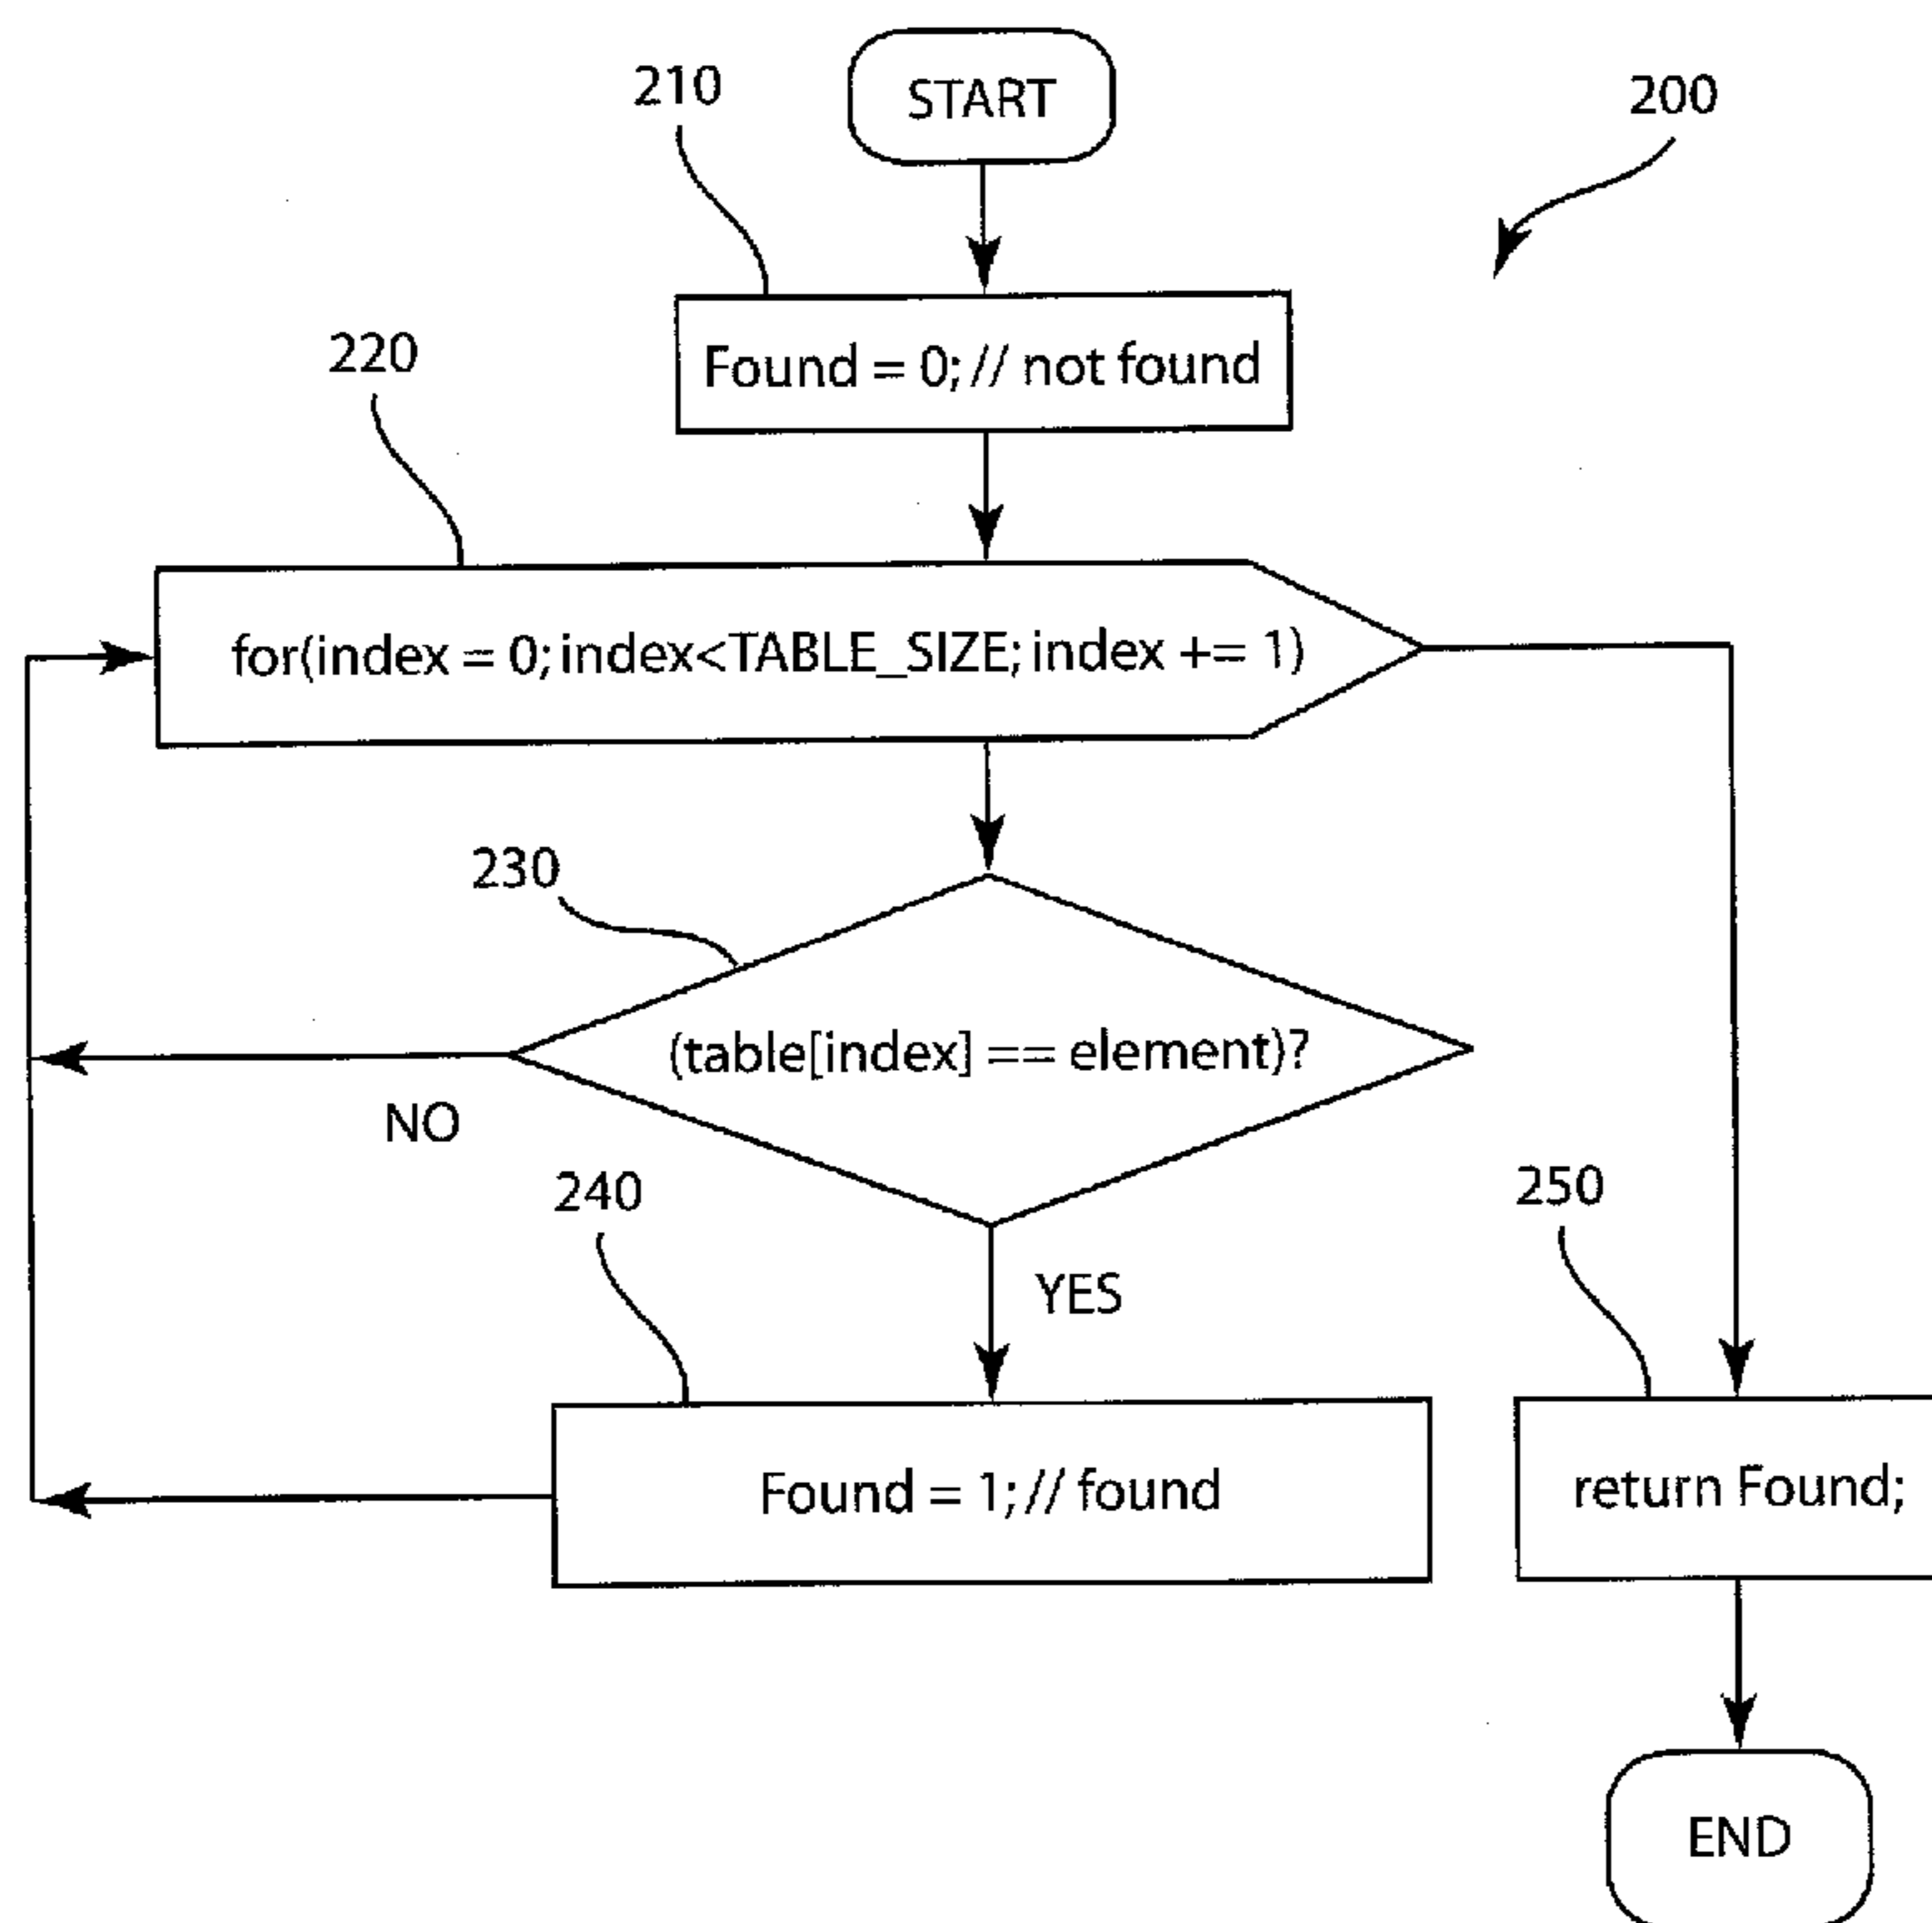 START
210
200
Found = 0; // not found
220
for(index = 0; index<TABLE_SIZE; index += 1)
230
(table[index] == element)?
NO
240
250
YES
Found = 1; // found
return Found;
END